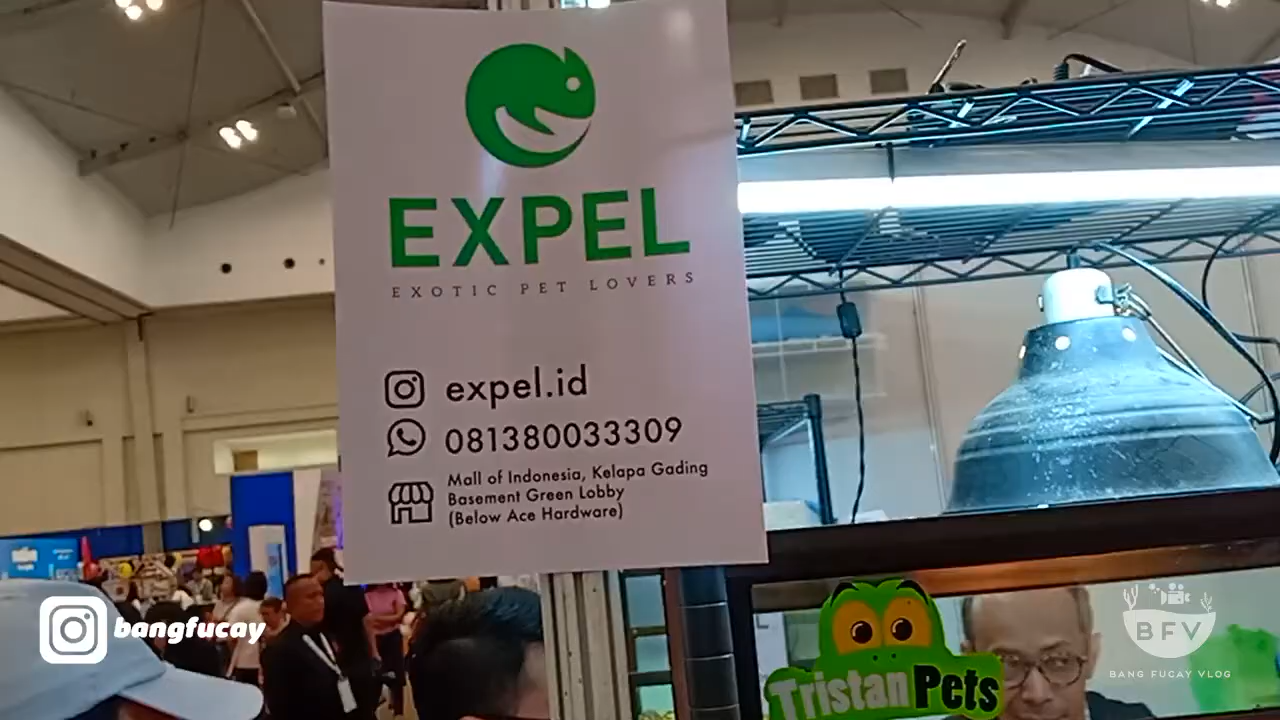 EXPEL
EXOTIC PET LOVERS
expel.id
081380033309
Mall of Indonesia, Kelapa Gading
Basement Green Lobby
(Below Ace Hardware)
bangfucay
TristanPets
BFV
BANG FUCAY VLOG